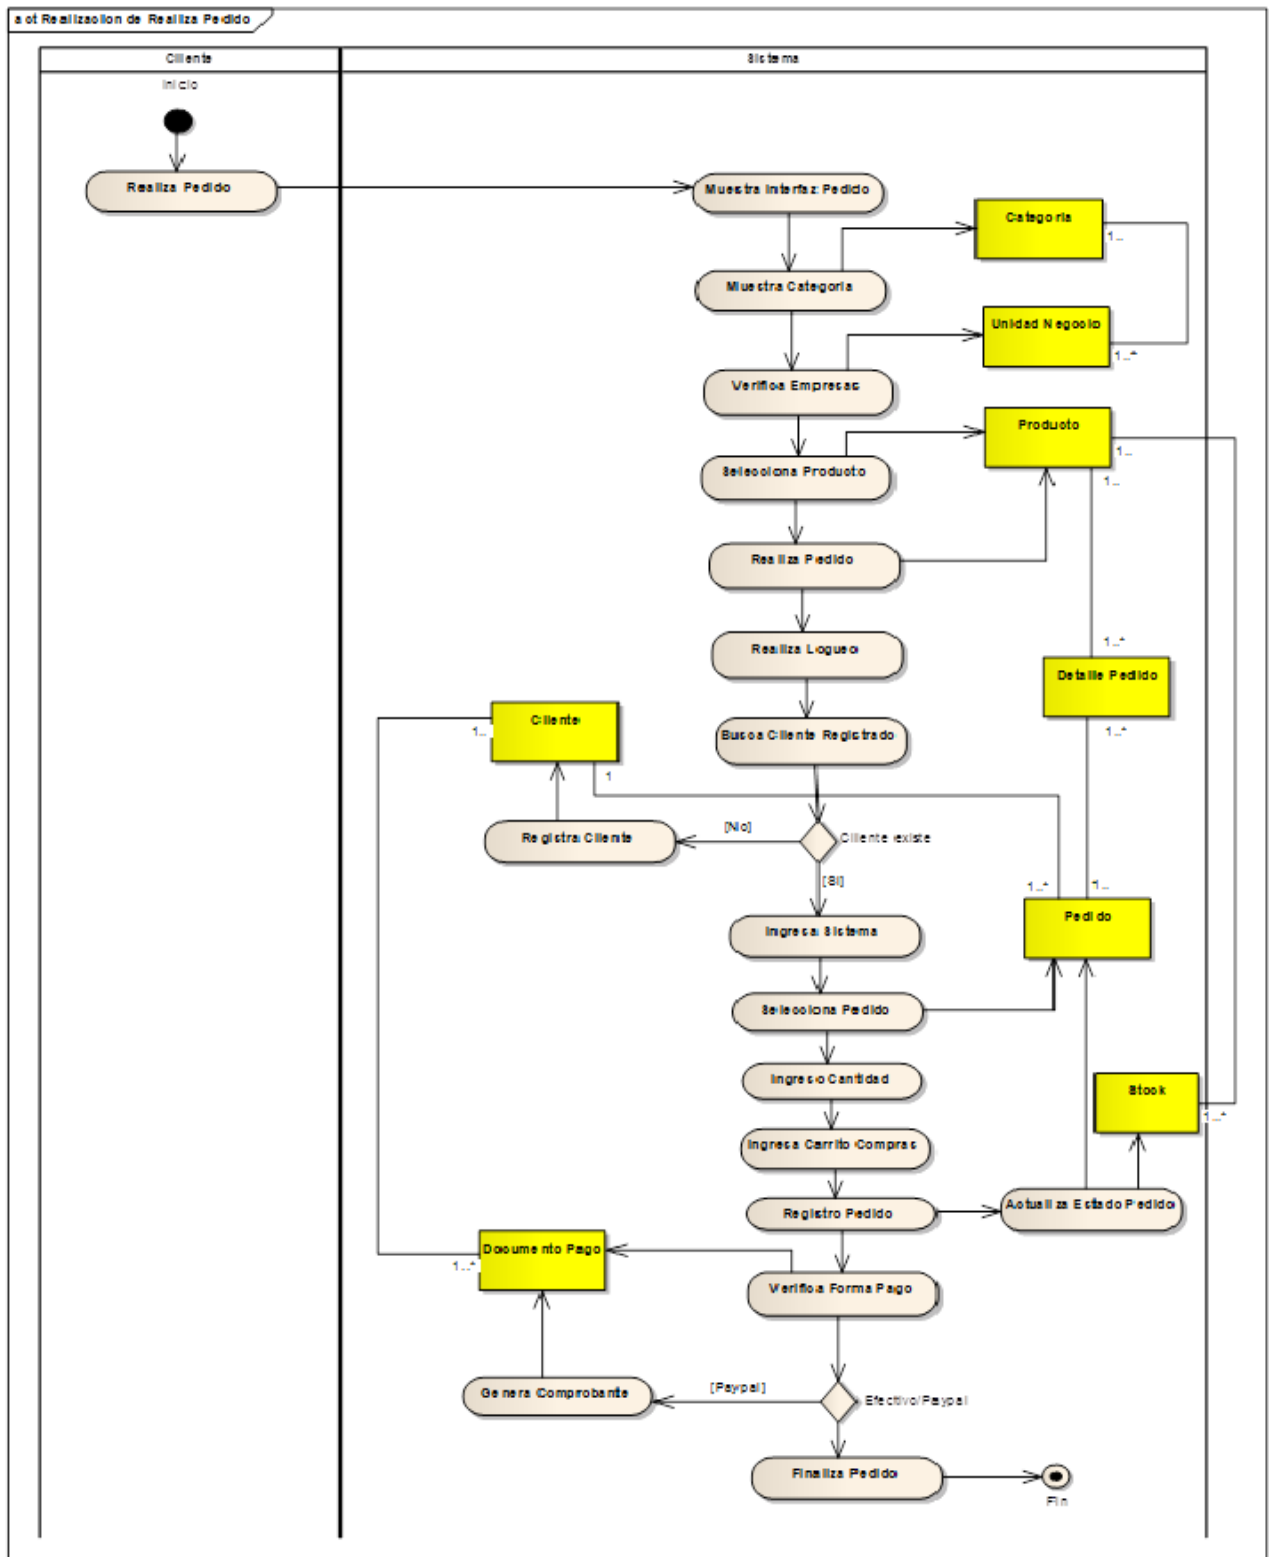 act Realizacion de Realiza Pedido
Cliente
Sistema
Inicio
Realiza Pedido
Muestra Interfaz Pedido
Categoria
1..
Muestra Categoria
Unidad Negocio
1..*
Verifica Empresas
Producto
1..
1..
Selecciona Producto
Realiza Pedido
1..*
Realiza Logueo
Detalle Pedido
1..*
Cliente
1..
1
Busca Cliente Registrado
[No]
Cliente existe
Registra Cliente
[Si]
1..*
1..
Pedido
Ingresa Sistema
Selecciona Pedido
Ingreso Cantidad
Stock
1..*
Ingresa Carrito Compras
Registro Pedido
Actualiza Estado Pedido
Documento Pago
1..*
Verifica Forma Pago
[Paypal]
Efectivo/Paypal
Genera Comprobante
Finaliza Pedido
Fin